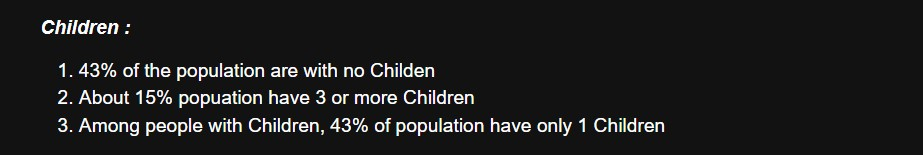 Children :
1. 43% of the population are with no Childen
2. About 15% popuation have 3 or more Children
3. Among people with Children, 43% of population have only 1 Children